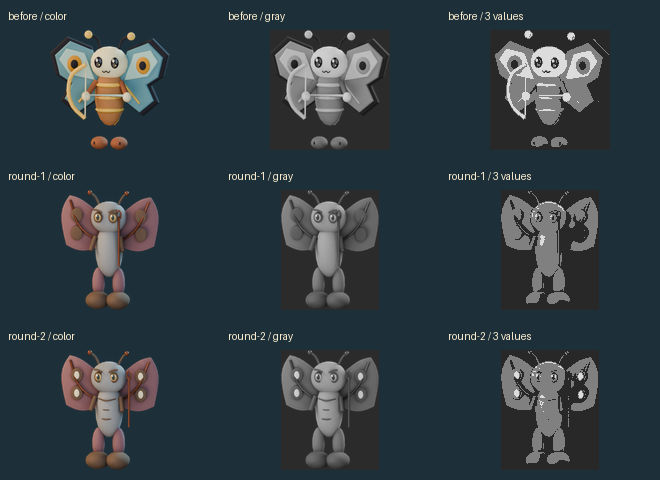 before / color
before / gray
before / 3 values
round-1 / color
round-1 / gray
round-1 / 3 values
round-2 / color
round-2 / gray
round-2 / 3 values